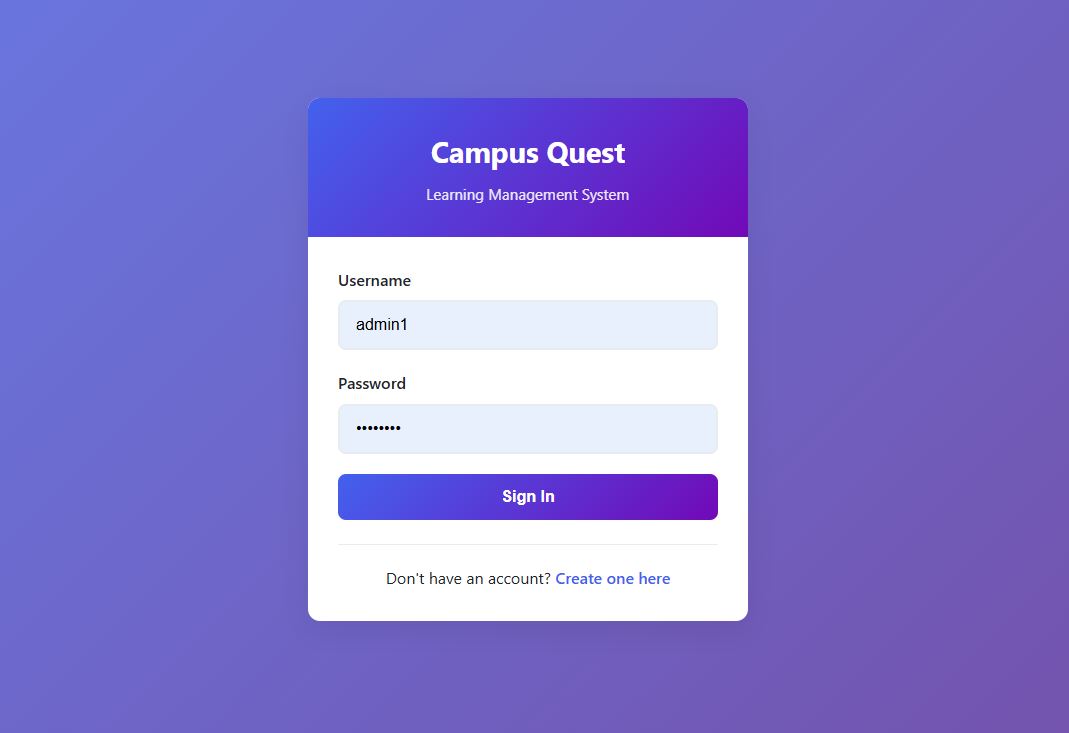 Campus Quest
Learning Management System
Username
admin1
Password
••••••••
Sign In
Don't have an account? Create one here